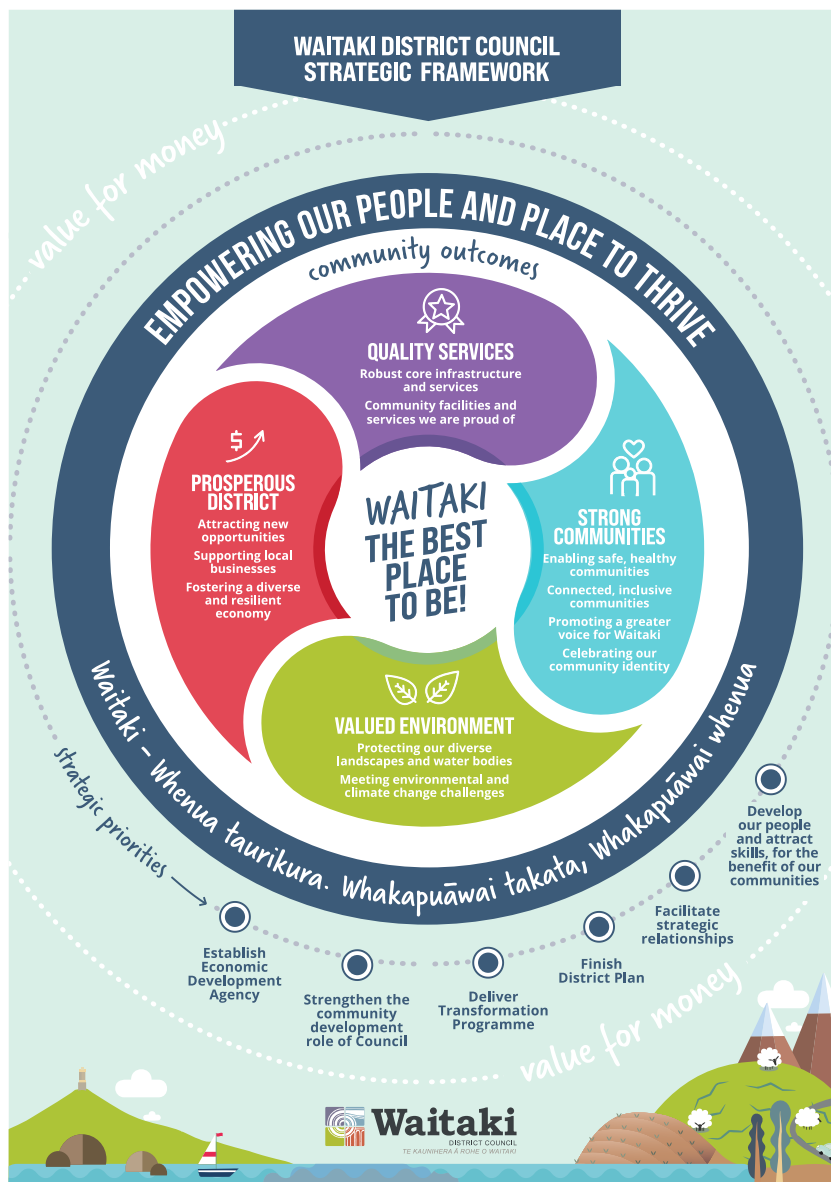 WAITAKI DISTRICT COUNCIL
STRATEGIC FRAMEWORK
value for money
EMPOWERING OUR PEOPLE AND PLACE TO THRIVE
community outcomes
QUALITY SERVICES
Robust core infrastructure
and services
Community facilities and
services we are proud of
PROSPEROUS
DISTRICT
Attracting new
opportunities
Supporting local
businesses
Fostering a diverse
and resilient
economy
WAITAKI
THE BEST
PLACE
TO BE!
STRONG
COMMUNITIES
Enabling safe, healthy
communities
Connected, inclusive
communities
Promoting a greater
voice for Waitaki
Celebrating our
community identity
VALUED ENVIRONMENT
Protecting our diverse
landscapes and water bodies
Meeting environmental and
climate change challenges
Waitaki – Whenua taurikura. Whakapuāwai takata, Whakapuāwai whenua
strategic priorities
Establish
Economic
Development
Agency
Strengthen the
community
development
role of Council
Deliver
Transformation
Programme
Finish
District Plan
Facilitate
strategic
relationships
Develop
our people
and attract
skills, for the
benefit of our
communities
value for money
Waitaki
DISTRICT COUNCIL
TE KAUNIHERA Ā ROHE O WAITAKI